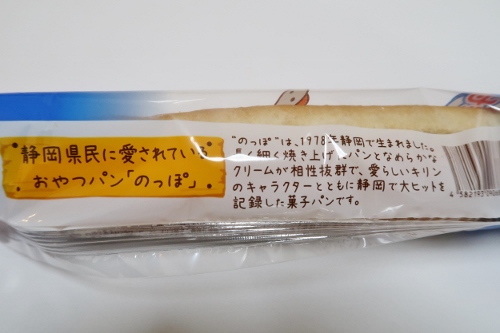 静岡県民に愛されている
おやつパン「のっぽ」
"のっぽ"は、1978年静岡で生まれました。
細く焼き上げたパンとなめらかな
クリームが相性抜群で、愛らしいキリン
のキャラクターとともに静岡で大ヒットを
記録した菓子パンです。